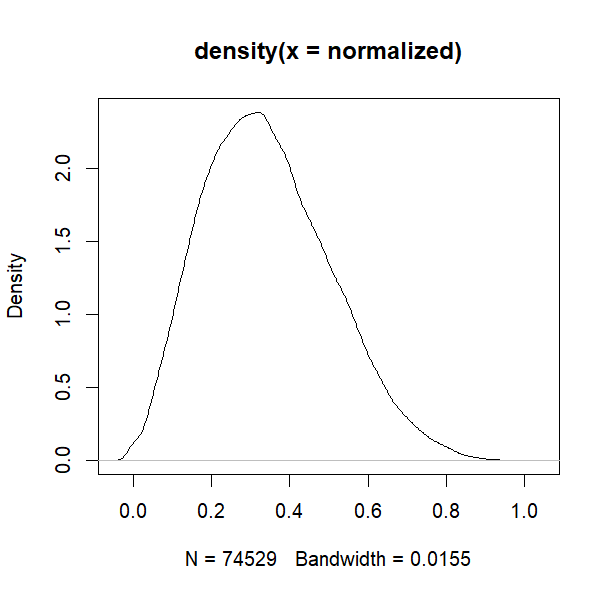 density(x = normalized)
Density
2.0
1.5
1.0
0.5
0.0
0.0 0.2 0.4 0.6 0.8 1.0
N = 74529 Bandwidth = 0.0155